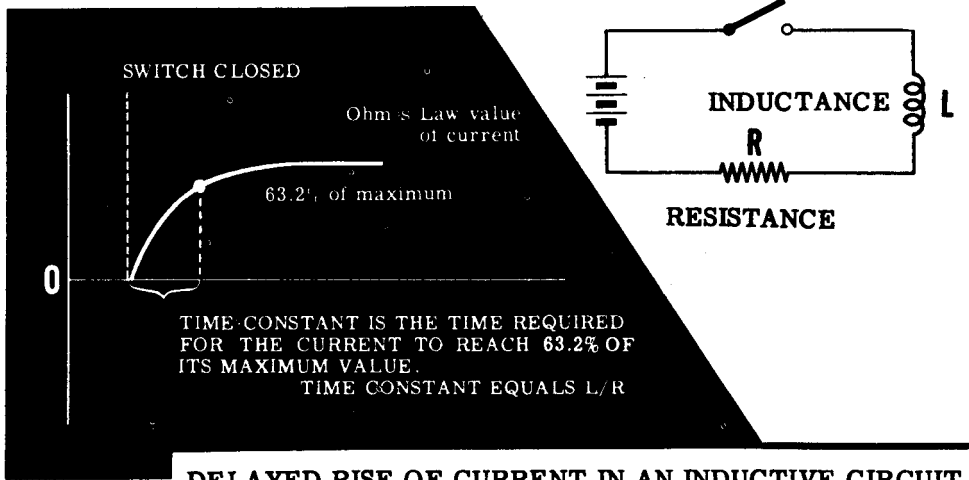 SWITCH CLOSED
Ohm's Law value
of current
63.2% of maximum
0
TIME CONSTANT IS THE TIME REQUIRED
FOR THE CURRENT TO REACH 63.2% OF
ITS MAXIMUM VALUE.
TIME CONSTANT EQUALS L/R
INDUCTANCE L
R
RESISTANCE
DELAYED RISE OF CURRENT IN AN INDUCTIVE CIRCUIT